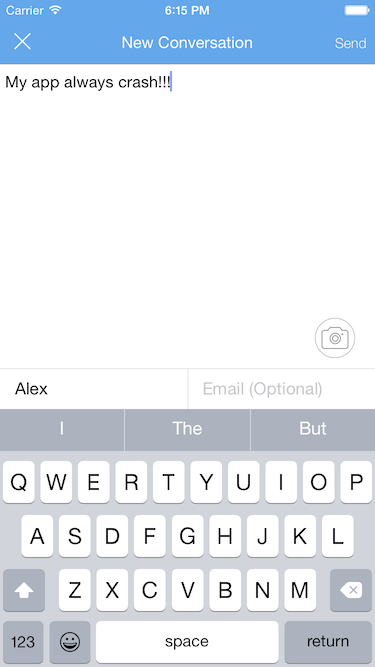 Carrier 6:15 PM
New Conversation Send
My app always crash!!!
Alex Email (Optional)
I The But
Q W E R T Y U I O P
A S D F G H J K L
Z X C V B N M
123 space return